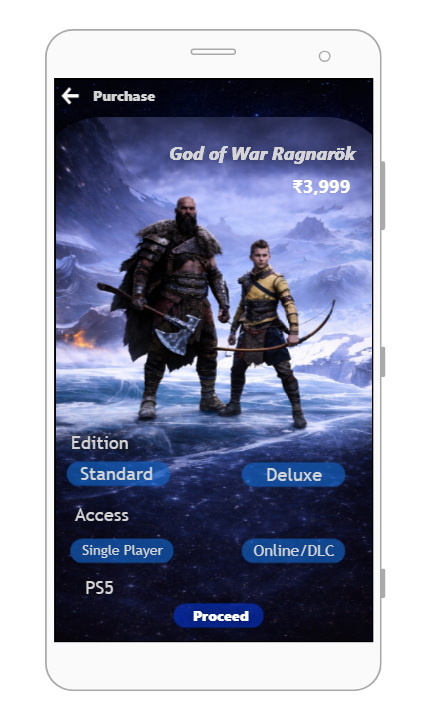 Purchase
God of War Ragnarök
₹3,999
Edition
Standard Deluxe
Access
Single Player Online/DLC
PS5
Proceed